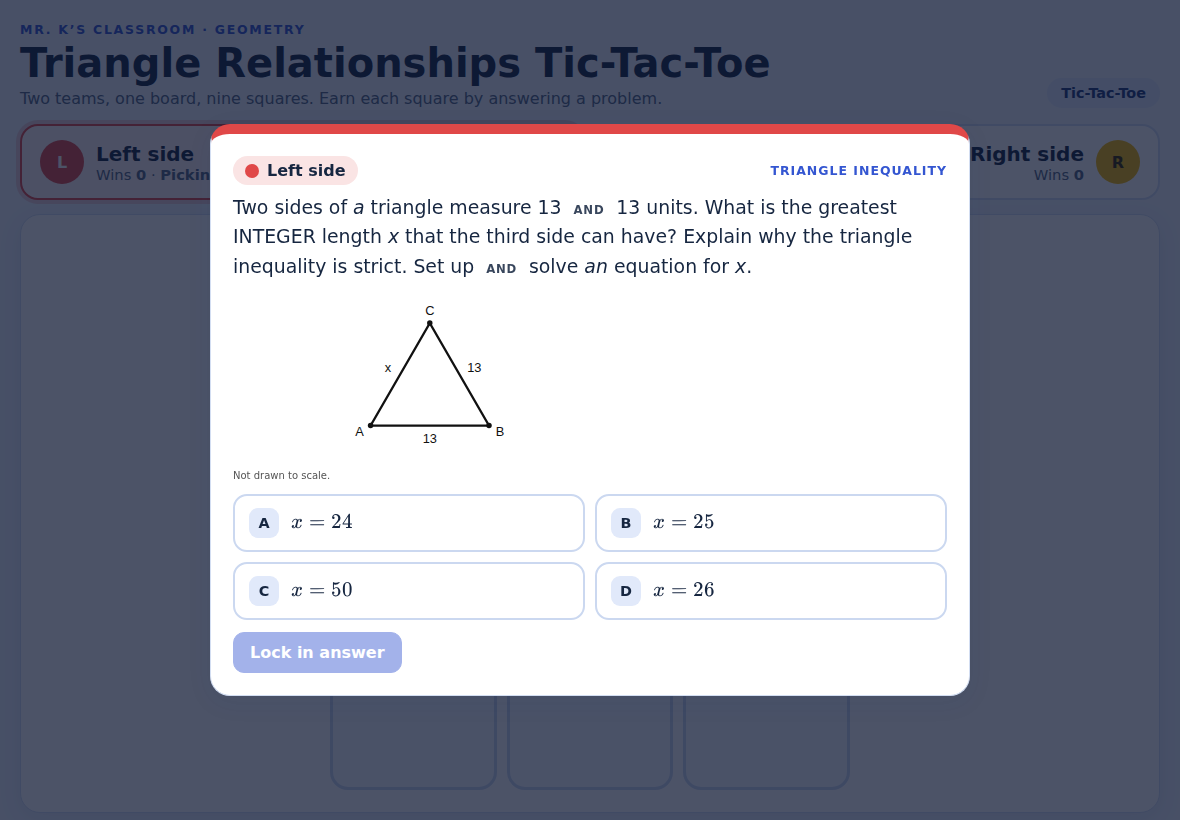 MR. K’S CLASSROOM · GEOMETRY
Triangle Relationships Tic-Tac-Toe
Two teams, one board, nine squares. Earn each square by answering a problem.
Tic-Tac-Toe
L
Left side
Wins 0 · Pickin
Right side
Wins 0
R
Left side
TRIANGLE INEQUALITY
Two sides of a triangle measure 13 AND 13 units. What is the greatest
INTEGER length x that the third side can have? Explain why the triangle
inequality is strict. Set up AND solve an equation for x.
C
x
13
A
B
13
Not drawn to scale.
A x = 24
B x = 25
C x = 50
D x = 26
Lock in answer